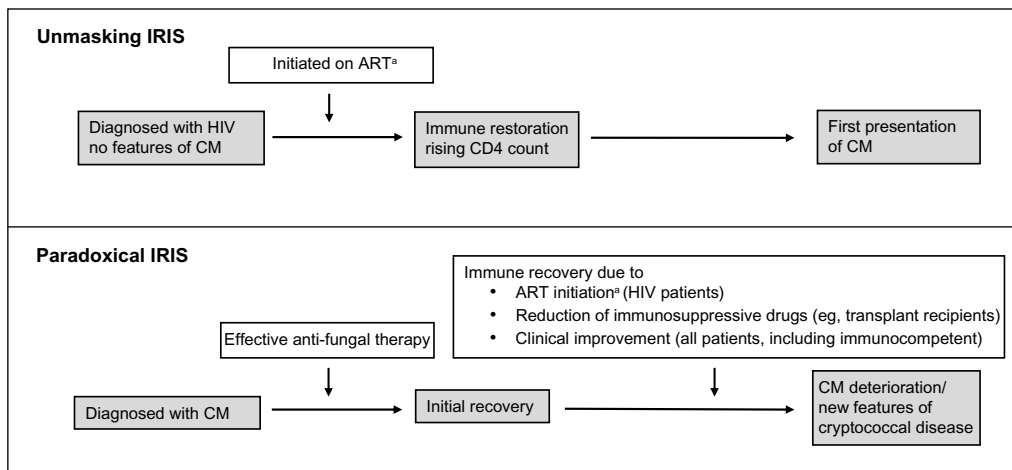 Unmasking IRIS
Initiated on ARTᵃ
Diagnosed with HIV
no features of CM
Immune restoration
rising CD4 count
First presentation
of CM
Paradoxical IRIS
Immune recovery due to
• ART initiationᵃ (HIV patients)
• Reduction of immunosuppressive drugs (eg, transplant recipients)
• Clinical improvement (all patients, including immunocompetent)
Effective anti-fungal therapy
Diagnosed with CM
Initial recovery
CM deterioration/
new features of
cryptococcal disease